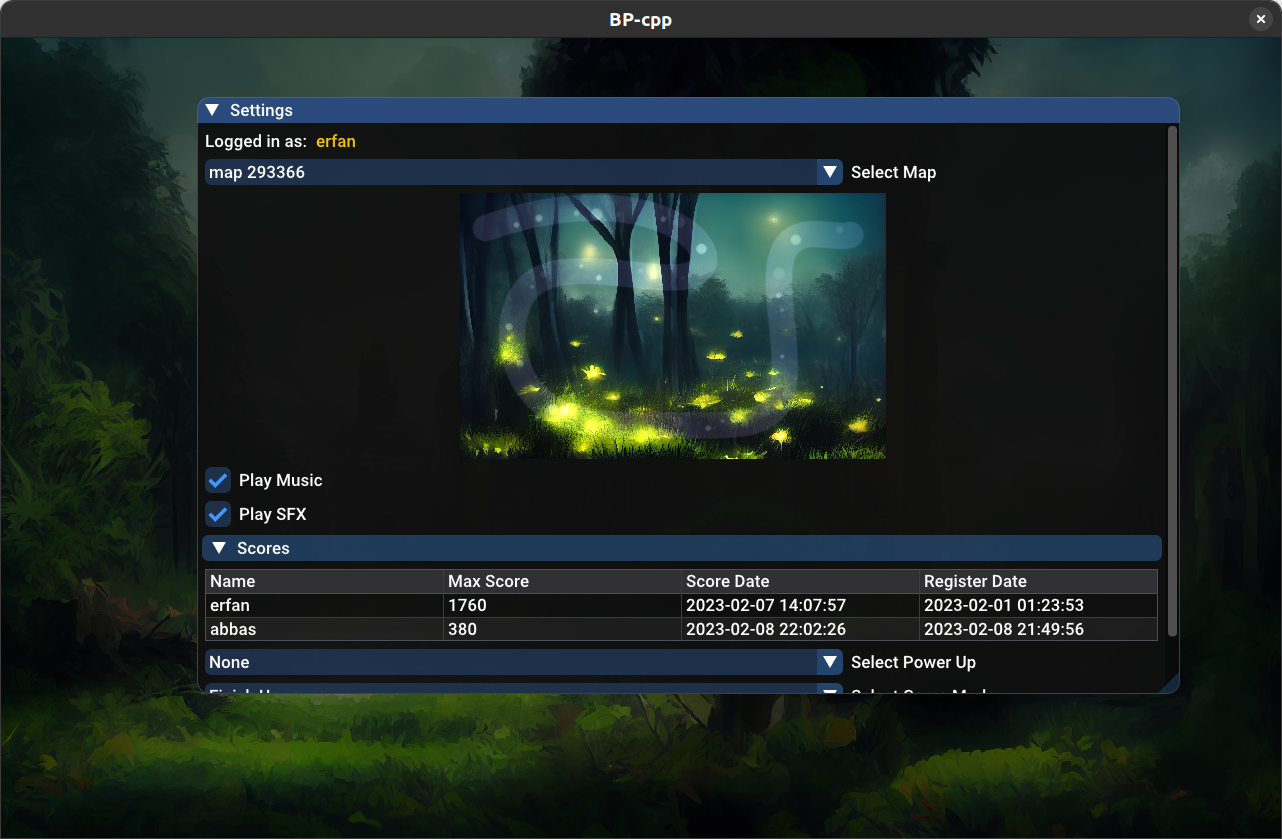 BP-cpp
Settings
Logged in as: erfan
map 293366 Select Map
Play Music
Play SFX
Scores
Name Max Score Score Date Register Date
erfan 1760 2023-02-07 14:07:57 2023-02-01 01:23:53
abbas 380 2023-02-08 22:02:26 2023-02-08 21:49:56
None Select Power Up